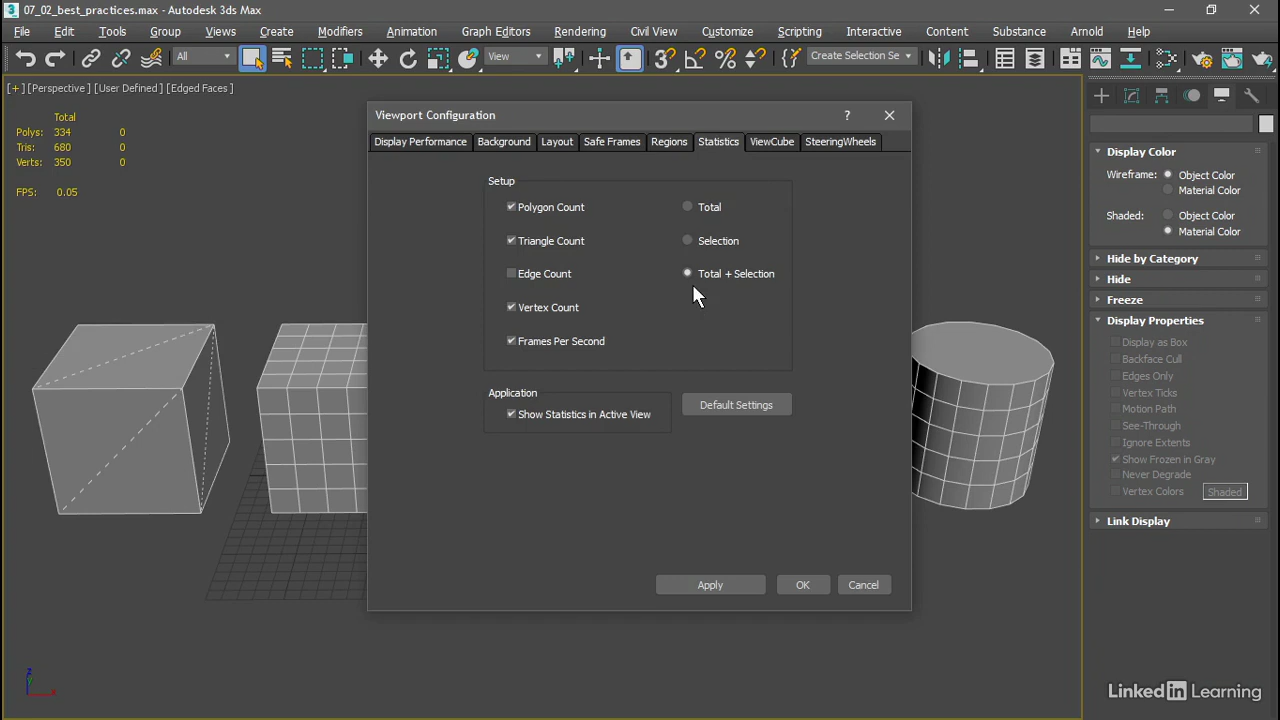 07_02_best_practices.max - Autodesk 3ds Max
File Edit Tools Group Views Create Modifiers Animation Graph Editors Rendering Civil View Customize Scripting Interactive Content Substance Arnold Help
All View Create Selection Se
[+] [Perspective] [User Defined] [Edged Faces]
Total
Polys: 334 0
Tris: 680 0
Verts: 350 0
FPS: 0.05
Viewport Configuration
Display Performance Background Layout Safe Frames Regions Statistics ViewCube SteeringWheels
Setup
Polygon Count Total
Triangle Count Selection
Edge Count Total + Selection
Vertex Count
Frames Per Second
Application
Show Statistics in Active View Default Settings
Apply OK Cancel
Display Color
Wireframe: Object Color
Material Color
Shaded: Object Color
Material Color
Hide by Category
Hide
Freeze
Display Properties
Display as Box
Backface Cull
Edges Only
Vertex Ticks
Motion Path
See-Through
Ignore Extents
Show Frozen in Gray
Never Degrade
Vertex Colors Shaded
Link Display
z
y
x
Linked in Learning